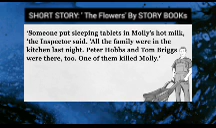 SHORT STORY: ' The Flowers' By STORY BOOKs
'Someone put sleeping tablets in Molly's hot milk,
'the Inspector said. 'All the family were in the
kitchen last night. Peter Hobbs and Tom Briggs
were there, too. One of them killed Molly.'